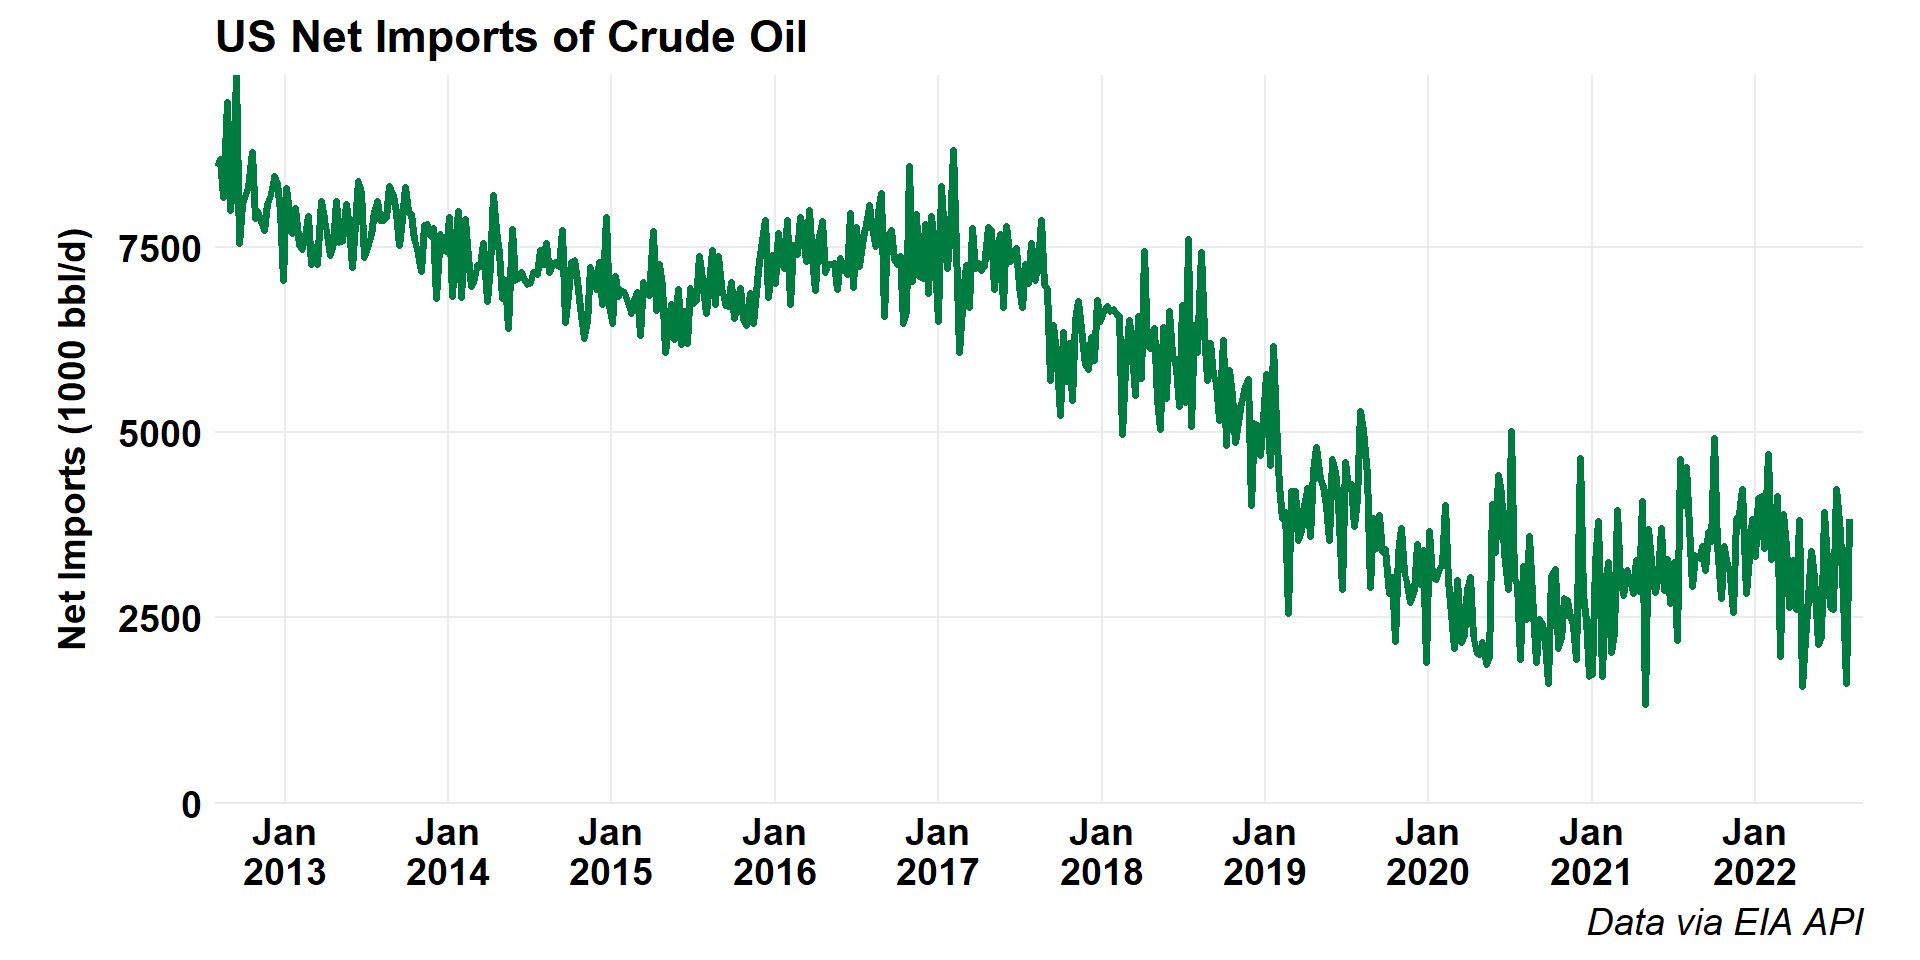 US Net Imports of Crude Oil
Net Imports (1000 bbl/d)
7500
5000
2500
0
Jan Jan Jan Jan Jan Jan Jan Jan Jan Jan
2013 2014 2015 2016 2017 2018 2019 2020 2021 2022
Data via EIA API